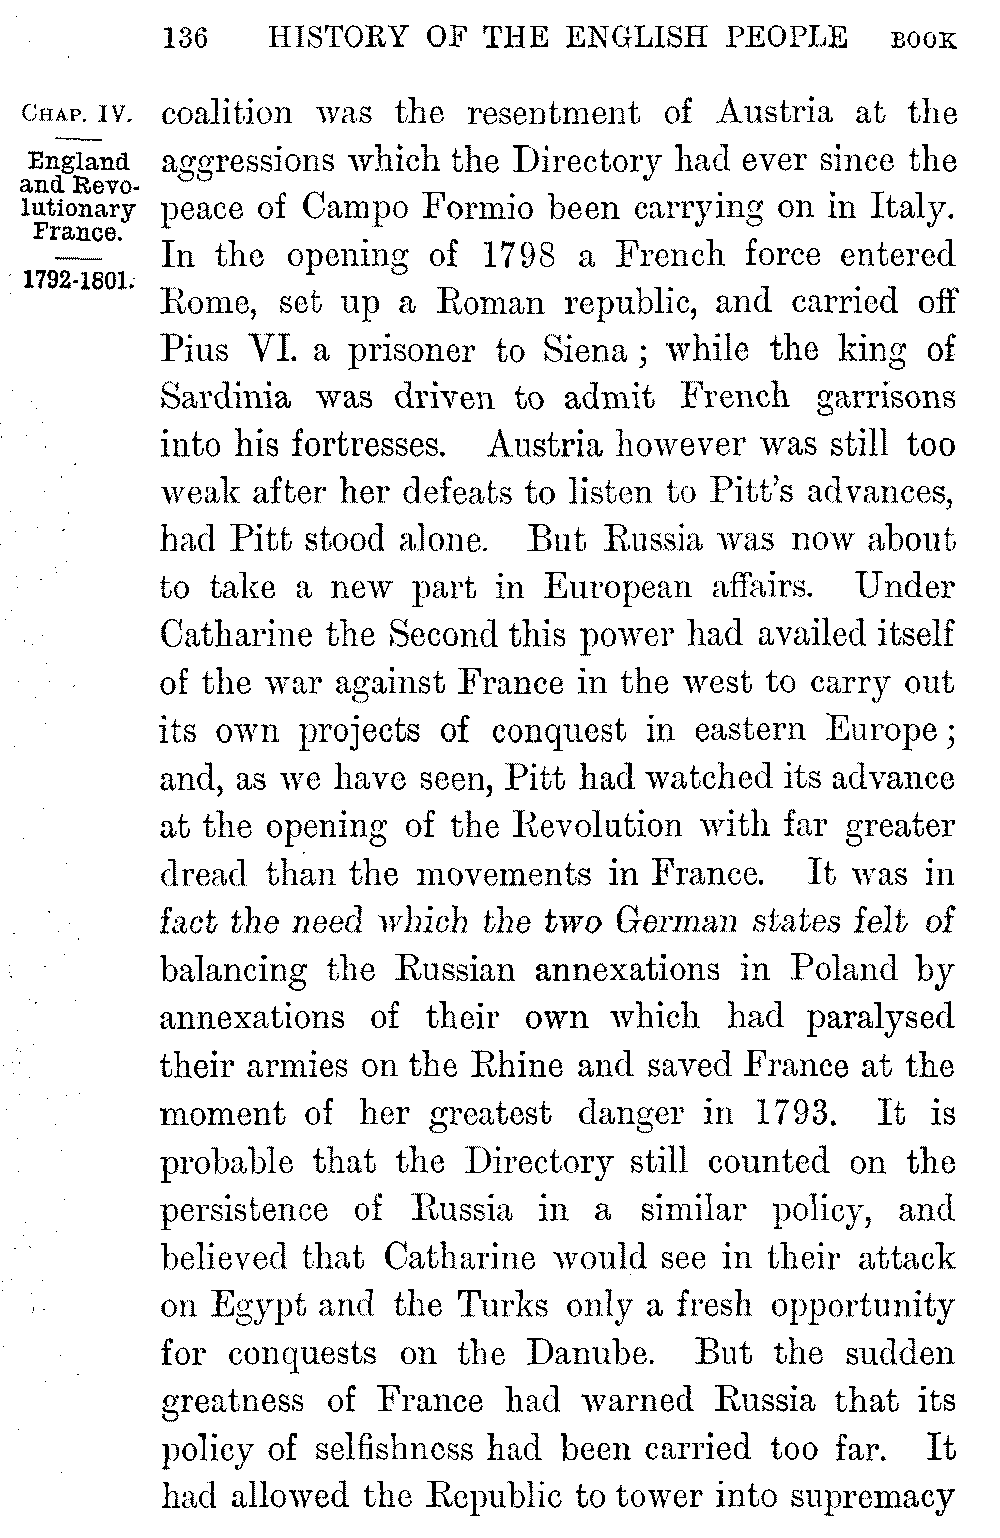 136 HISTORY OF THE ENGLISH PEOPLE BOOK
CHAP. IV.
England
and Revo-
lutionary
France.
1792-1801.
coalition was the resentment of Austria at the
aggressions which the Directory had ever since the
peace of Campo Formio been carrying on in Italy.
In the opening of 1798 a French force entered
Rome, set up a Roman republic, and carried off
Pius VI. a prisoner to Siena; while the king of
Sardinia was driven to admit French garrisons
into his fortresses. Austria however was still too
weak after her defeats to listen to Pitt's advances,
had Pitt stood alone. But Russia was now about
to take a new part in European affairs. Under
Catharine the Second this power had availed itself
of the war against France in the west to carry out
its own projects of conquest in eastern Europe;
and, as we have seen, Pitt had watched its advance
at the opening of the Revolution with far greater
dread than the movements in France. It was in
fact the need which the two German states felt of
balancing the Russian annexations in Poland by
annexations of their own which had paralysed
their armies on the Rhine and saved France at the
moment of her greatest danger in 1793. It is
probable that the Directory still counted on the
persistence of Russia in a similar policy, and
believed that Catharine would see in their attack
on Egypt and the Turks only a fresh opportunity
for conquests on the Danube. But the sudden
greatness of France had warned Russia that its
policy of selfishness had been carried too far. It
had allowed the Republic to tower into supremacy